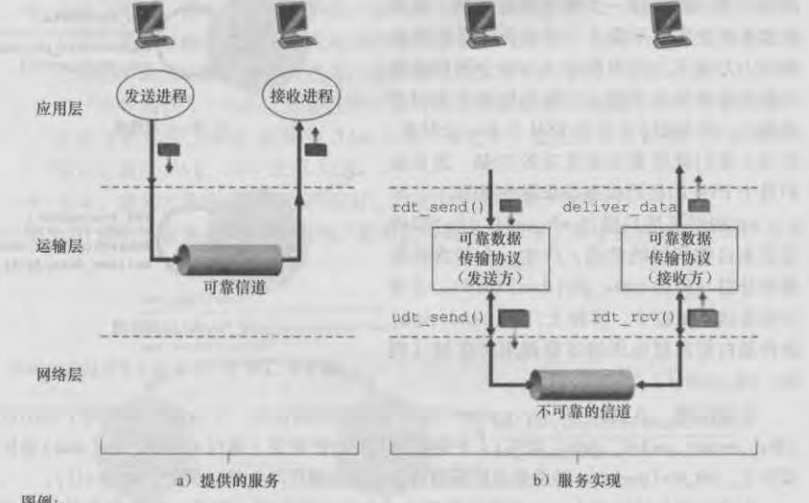 发送进程
接收进程
应用层
rdt_send()
deliver_data
运输层
可靠数据
传输协议
(发送方)
可靠数据
传输协议
(接收方)
可靠信道
udt_send()
rdt_rcv()
网络层
不可靠的信道
a）提供的服务
b）服务实现
图例：